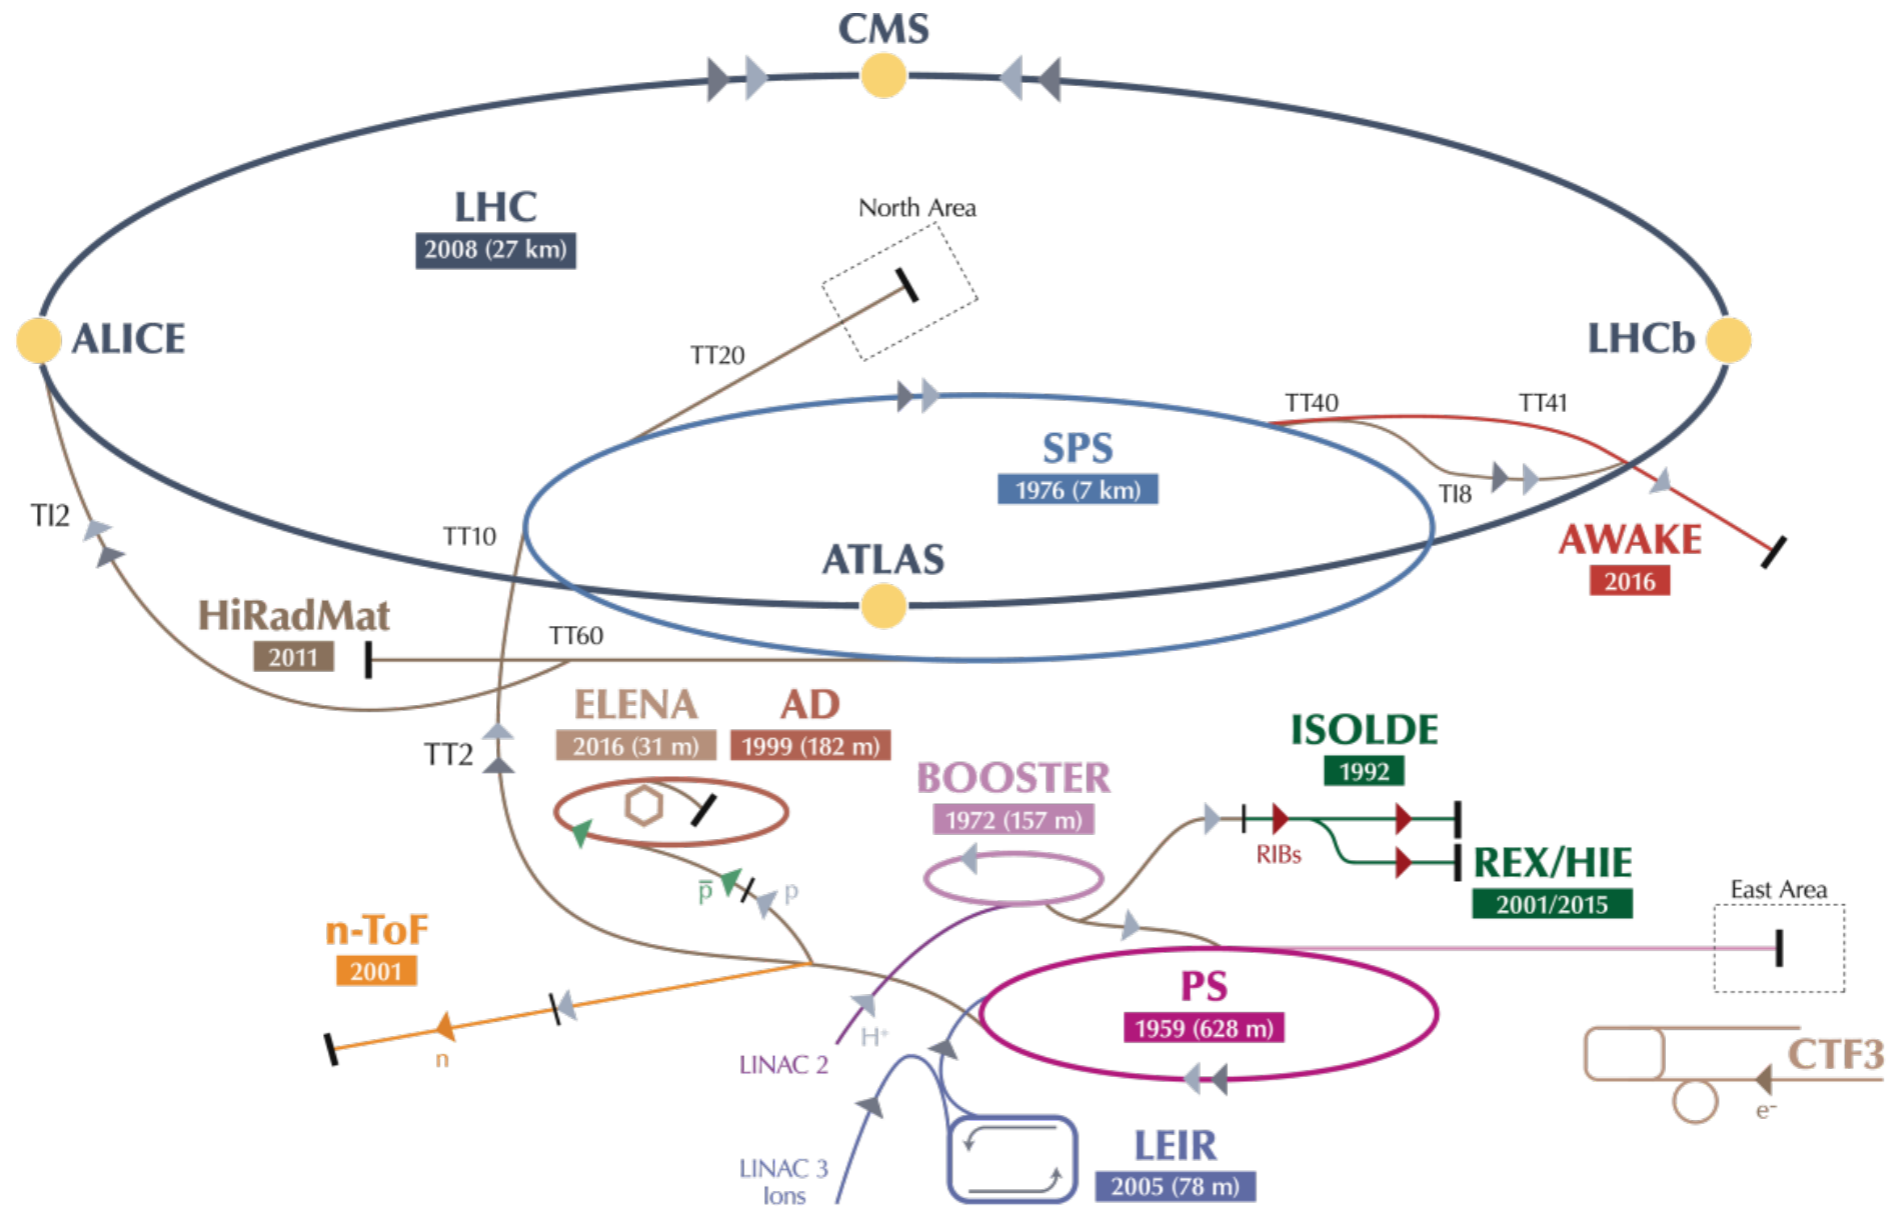 CMS
LHC
2008 (27 km)
North Area
ALICE
LHCb
TT20
TT40
TT41
SPS
1976 (7 km)
TI8
TI2
TT10
AWAKE
2016
ATLAS
HiRadMat
2011
TT60
ELENA
2016 (31 m)
AD
1999 (182 m)
TT2
ISOLDE
1992
BOOSTER
1972 (157 m)
RIBs
REX/HIE
2001/2015
East Area
p̅
p
n-ToF
2001
PS
1959 (628 m)
n
H⁺
LINAC 2
CTF3
e⁻
LEIR
2005 (78 m)
LINAC 3
Ions